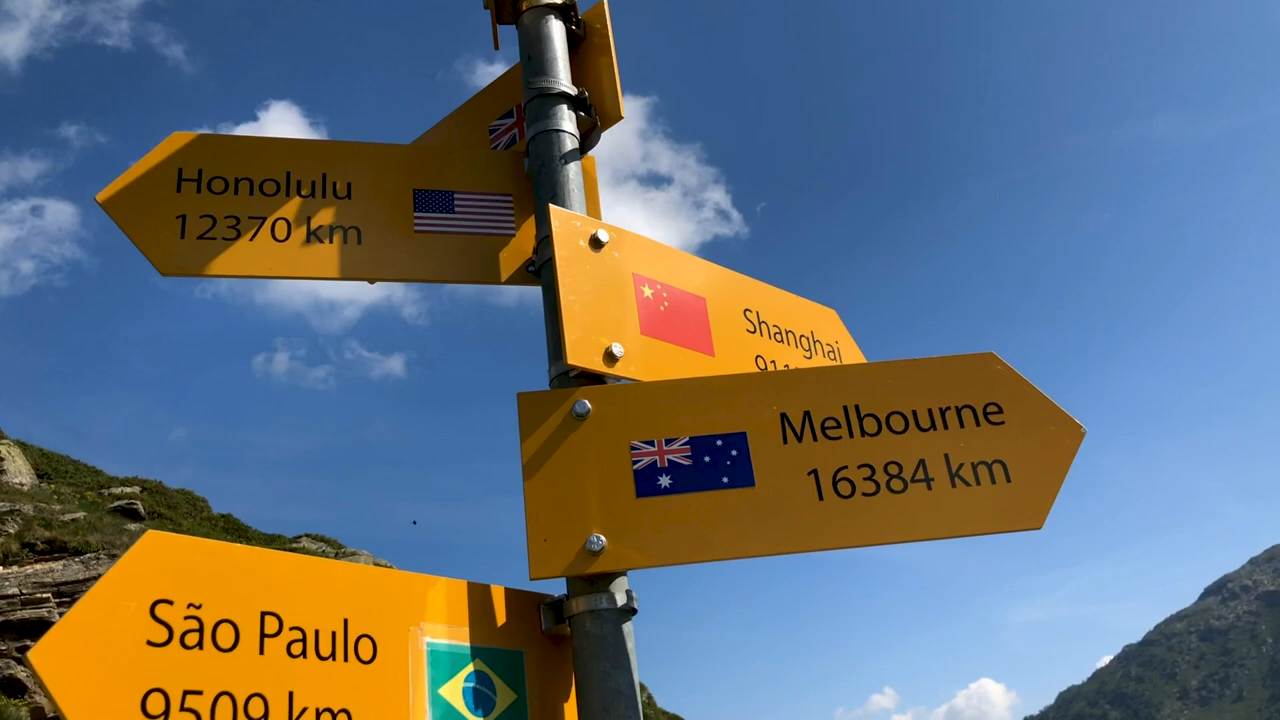 Honolulu
12370 km
Shanghai
Melbourne
16384 km
São Paulo
9509 km